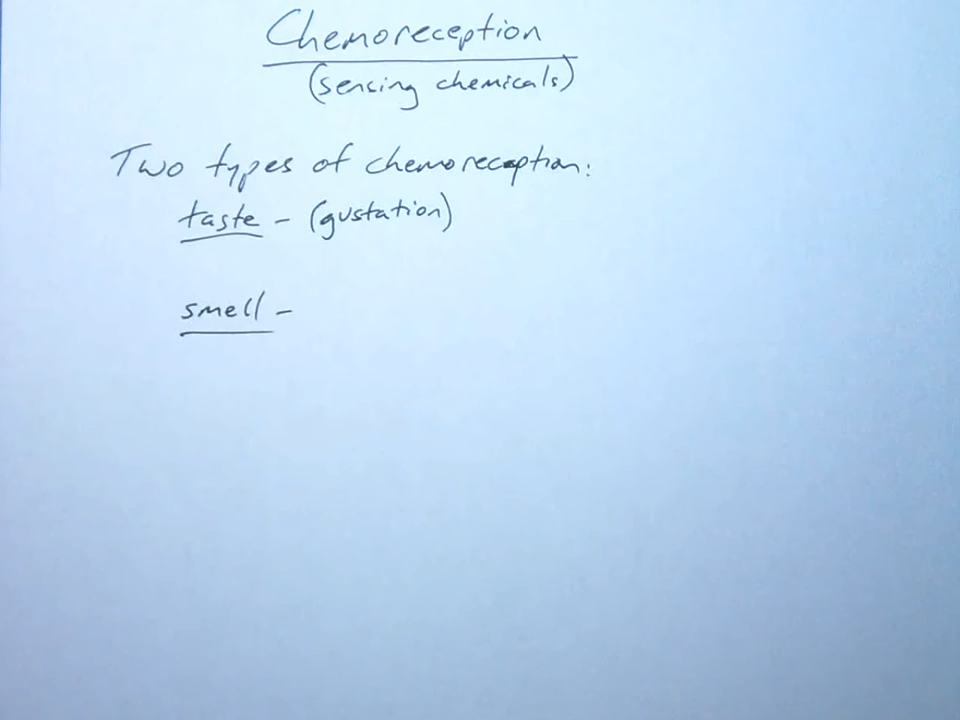 Chemoreception
(sensing chemicals)
Two types of chemoreception:
taste - (gustation)
smell -